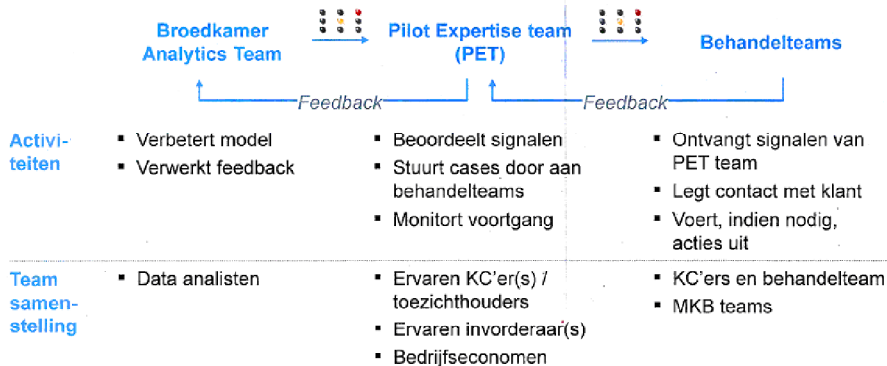 Broedkamer
Analytics Team
Pilot Expertise team
(PET)
Behandelteams
Feedback
Feedback
Activi-
teiten
▪ Verbetert model
▪ Verwerkt feedback
▪ Beoordeelt signalen
▪ Stuurt cases door aan
behandelteams
▪ Monitort voortgang
▪ Ontvangt signalen van
PET team
▪ Legt contact met klant
▪ Voert, indien nodig,
acties uit
Team
samen-
stelling
▪ Data analisten
▪ Ervaren KC'er(s) /
toezichthouders
▪ Ervaren invorderaar(s)
▪ Bedrijfseconomen
▪ KC'ers en behandelteam
▪ MKB teams